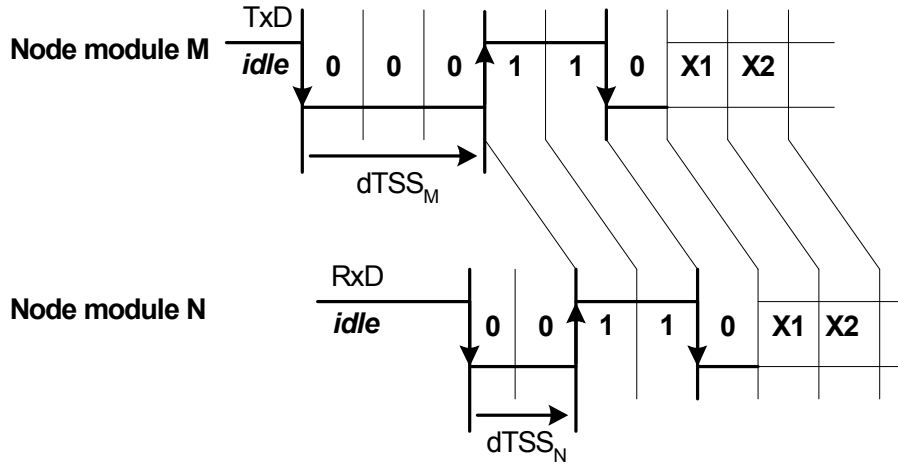 TxD
Node module M
idle 0 0 0 1 1 0 X1 X2
dTSS_M
RxD
Node module N
idle 0 0 1 1 0 X1 X2
dTSS_N